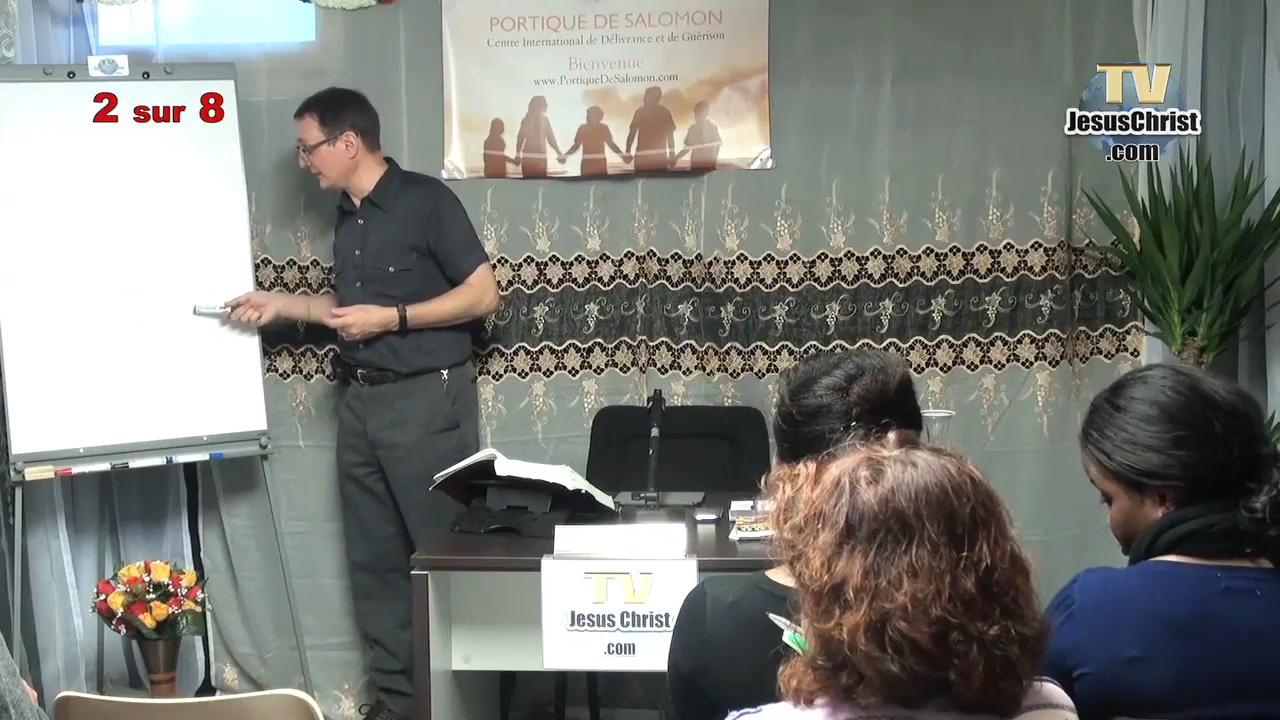 PORTIQUE DE SALOMON
Centre International de Délivrance et de Guérison
Bienvenue
www.PortiqueDeSalomon.com
2 sur 8
TV
JesusChrist
.com
TV
Jesus Christ
.com